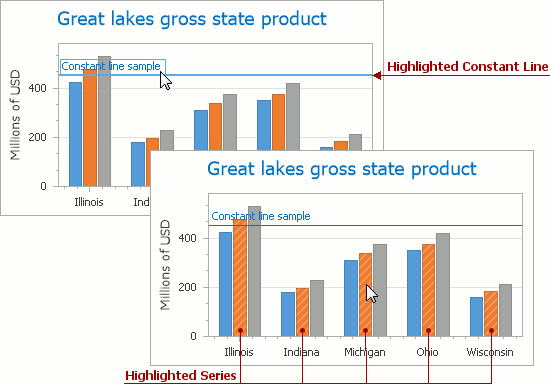 Great lakes gross state product
Constant line sample
Highlighted Constant Line
Millions of USD
400
200
0
Illinois
Great lakes gross state product
Constant line sample
Millions of USD
400
200
0
Illinois
Indiana
Michigan
Ohio
Wisconsin
Highlighted Series